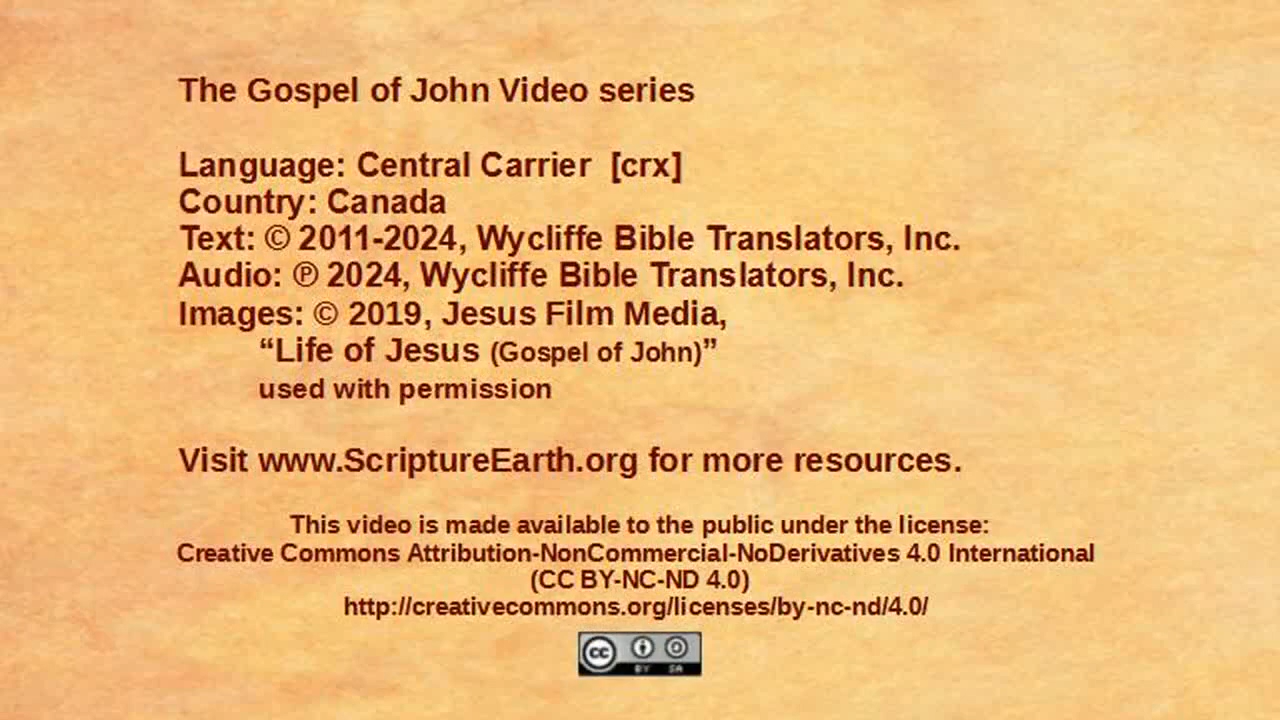 The Gospel of John Video series
Language: Central Carrier [crx]
Country: Canada
Text: © 2011-2024, Wycliffe Bible Translators, Inc.
Audio: ℗ 2024, Wycliffe Bible Translators, Inc.
Images: © 2019, Jesus Film Media,
“Life of Jesus (Gospel of John)”
used with permission
Visit www.ScriptureEarth.org for more resources.
This video is made available to the public under the license:
Creative Commons Attribution-NonCommercial-NoDerivatives 4.0 International
(CC BY-NC-ND 4.0)
http://creativecommons.org/licenses/by-nc-nd/4.0/
cc
BY SA